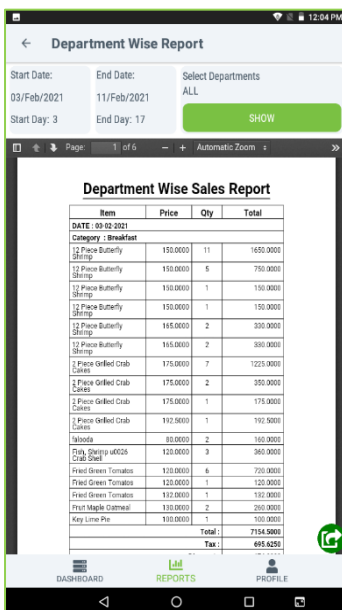 12:04 PM
Department Wise Report
Start Date: End Date: Select Departments
03/Feb/2021 11/Feb/2021 ALL
Start Day: 3 End Day: 17 SHOW
Page: 1 of 6 Automatic Zoom
Department Wise Sales Report
Item Price Qty Total
DATE : 03-02-2021
Category : Breakfast
12 Piece Butterfly Shrimp 150.0000 11 1650.0000
12 Piece Butterfly Shrimp 150.0000 5 750.0000
12 Piece Butterfly Shrimp 150.0000 1 150.0000
12 Piece Butterfly Shrimp 150.0000 1 150.0000
12 Piece Butterfly Shrimp 165.0000 2 330.0000
12 Piece Butterfly Shrimp 165.0000 2 330.0000
2 Piece Grilled Crab Cakes 175.0000 7 1225.0000
2 Piece Grilled Crab Cakes 175.0000 2 350.0000
2 Piece Grilled Crab Cakes 175.0000 1 175.0000
2 Piece Grilled Crab Cakes 192.5000 1 192.5000
falooda 80.0000 2 160.0000
Fish, Shrimp u0026 Crab Shell 120.0000 3 360.0000
Fried Green Tomatos 120.0000 6 720.0000
Fried Green Tomatos 120.0000 1 120.0000
Fried Green Tomatos 132.0000 1 132.0000
Fruit Maple Oatmeal 130.0000 2 260.0000
Key Lime Pie 100.0000 1 100.0000
Total : 7154.5000
Tax : 695.6250
DASHBOARD REPORTS PROFILE